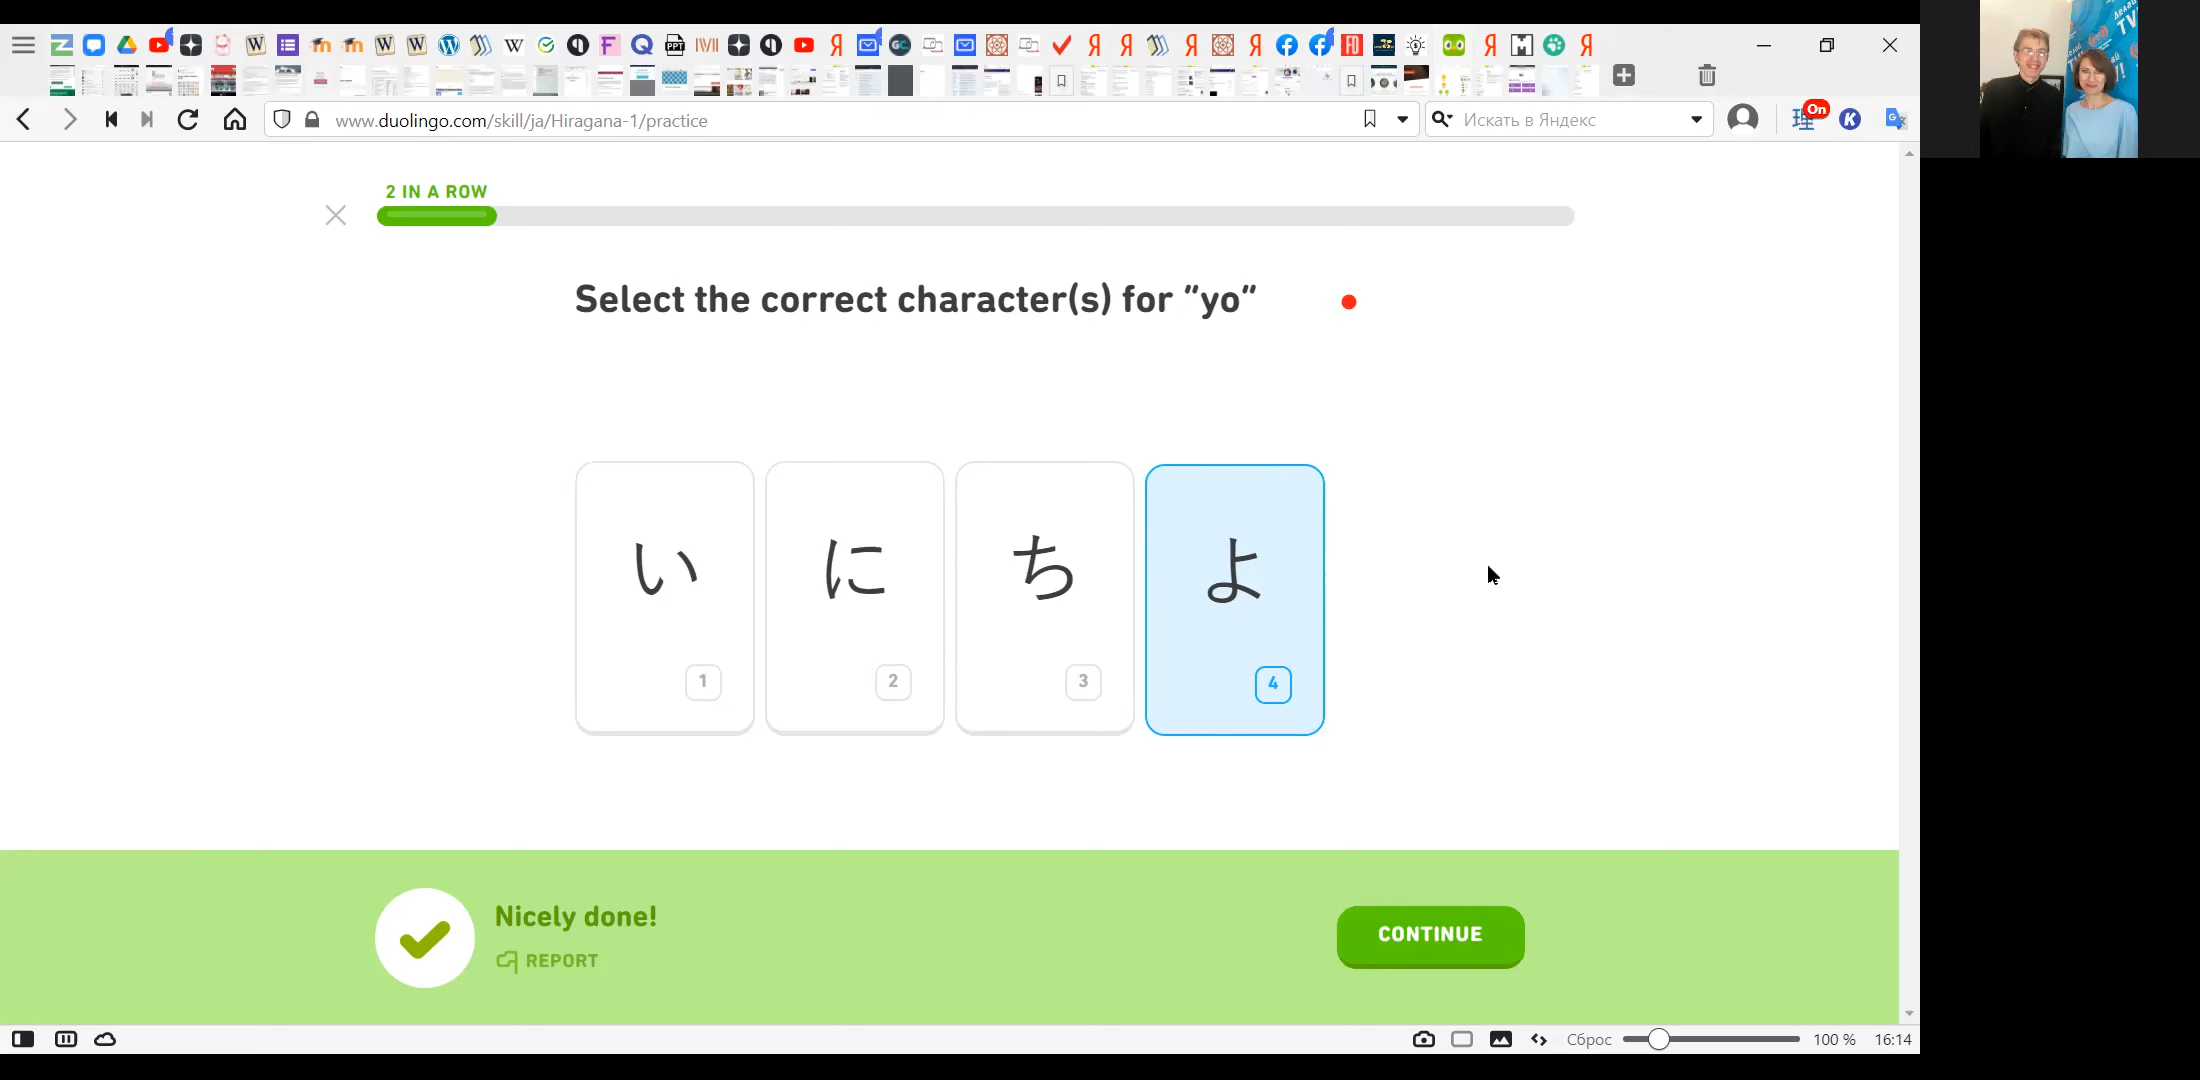 On
www.duolingo.com/skill/ja/Hiragana-1/practice
Искать в Яндекс
2 IN A ROW
Select the correct character(s) for “yo”
い
に
ち
よ
1
2
3
4
Nicely done!
REPORT
CONTINUE
Сброс
100 %
16:14